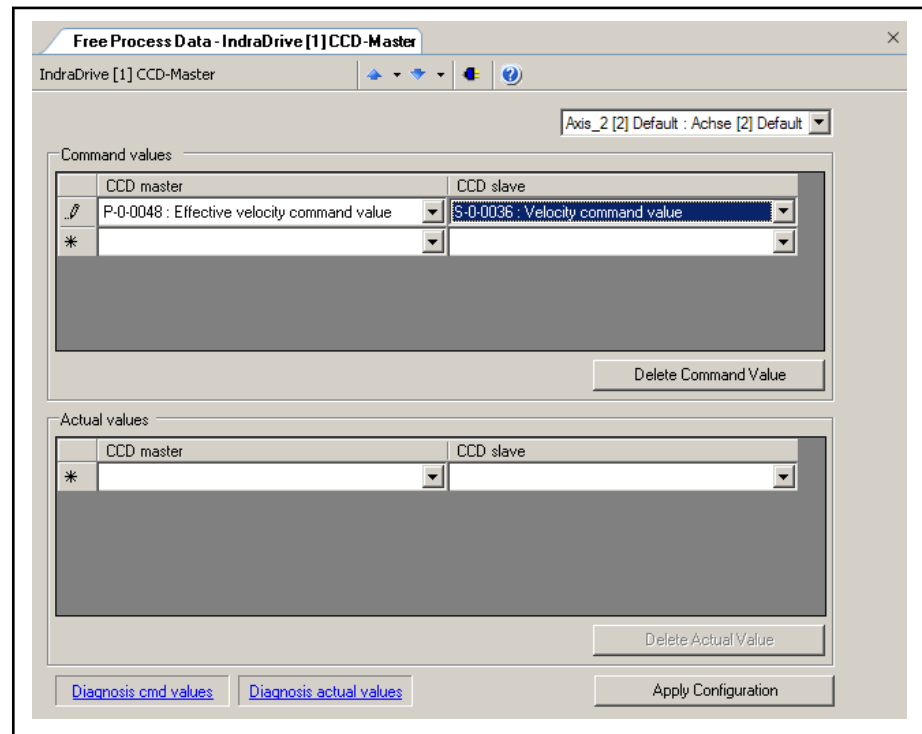 Free Process Data - IndraDrive [1] CCD-Master
IndraDrive [1] CCD-Master
Axis_2 [2] Default : Achse [2] Default
Command values
CCD master CCD slave
P-0-0048 : Effective velocity command value S-0-0036 : Velocity command value
Delete Command Value
Actual values
CCD master CCD slave
Delete Actual Value
Diagnosis cmd values Diagnosis actual values Apply Configuration